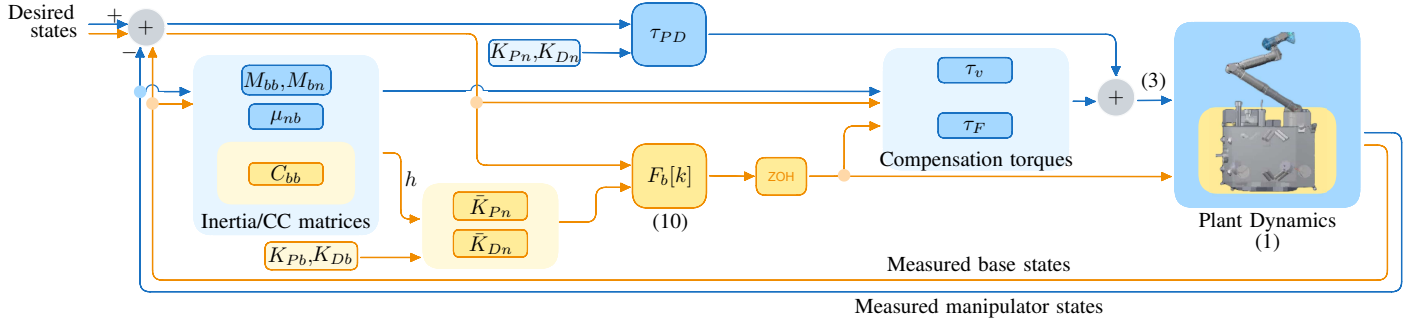 Desired
states
+
+
−
τ_PD
K_Pn,K_Dn
M_bb,M_bn
μ_nb
C_bb
Inertia/CC matrices
h
K̄_Pn
K̄_Dn
K_Pb,K_Db
F_b[k]
(10)
ZOH
τ_v
τ_F
Compensation torques
+
(3)
Plant Dynamics
(1)
Measured base states
Measured manipulator states